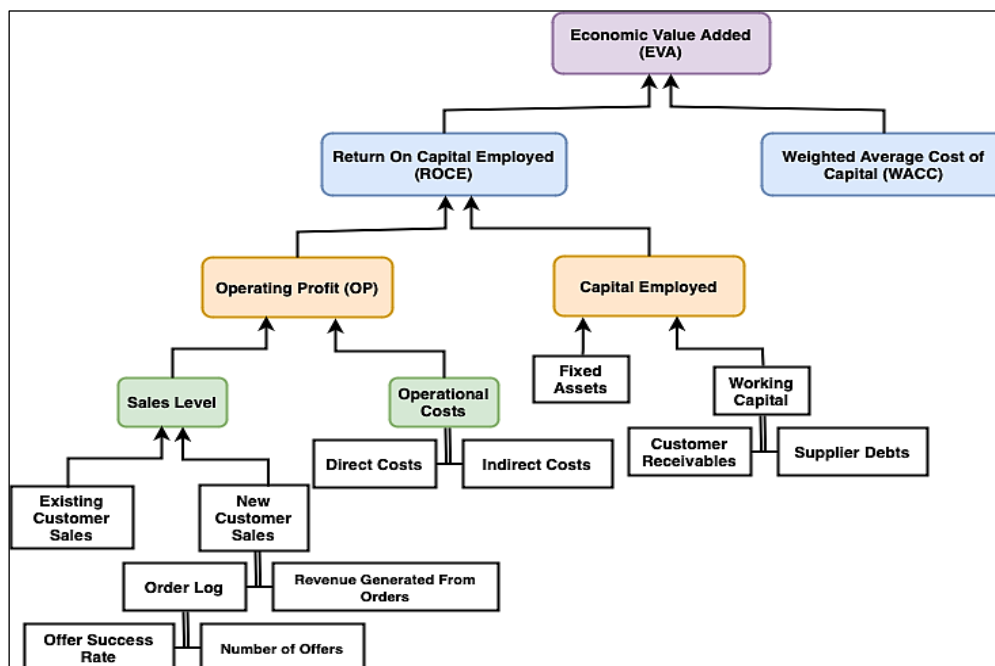 Economic Value Added
(EVA)
Return On Capital Employed
(ROCE)
Weighted Average Cost of
Capital (WACC)
Operating Profit (OP)
Capital Employed
Fixed
Assets
Working
Capital
Sales Level
Operational
Costs
Customer
Receivables
Supplier Debts
Direct Costs
Indirect Costs
Existing
Customer
Sales
New
Customer
Sales
Order Log
Revenue Generated From
Orders
Offer Success
Rate
Number of Offers